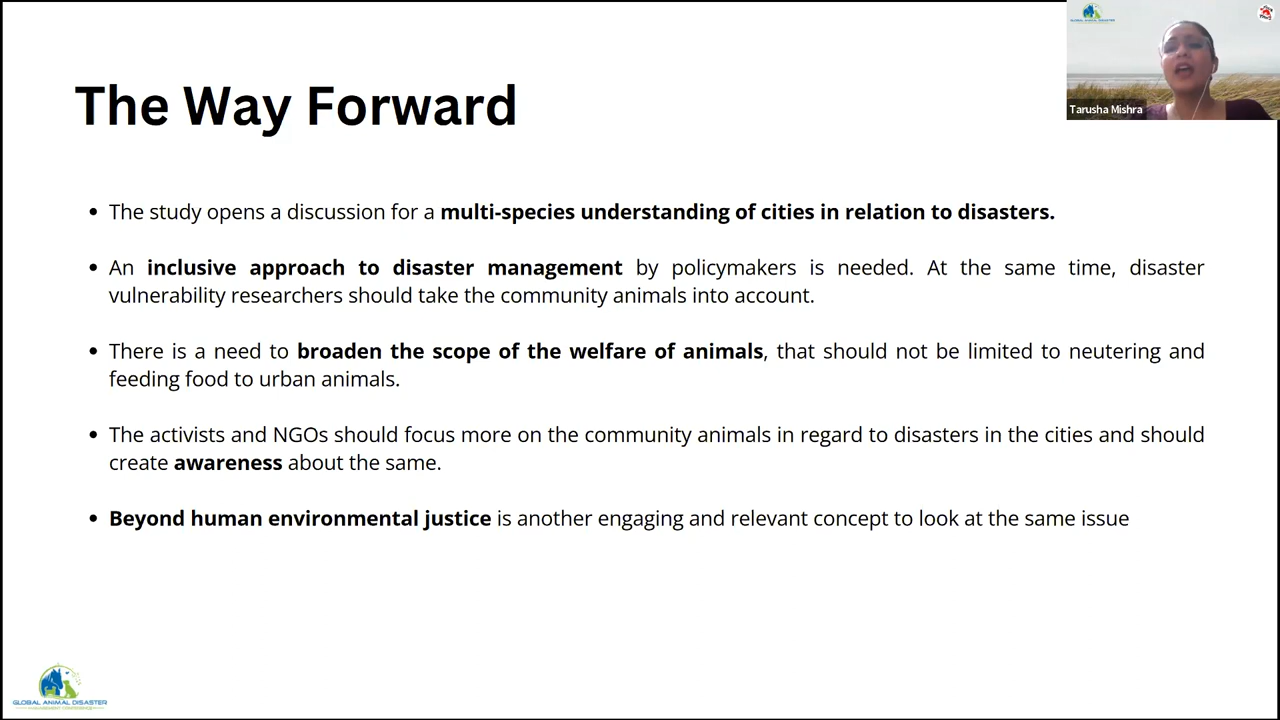 The Way Forward
GLOBAL ANIMAL DISASTER
Tarusha Mishra
• The study opens a discussion for a multi-species understanding of cities in relation to disasters.
• An inclusive approach to disaster management by policymakers is needed. At the same time, disaster
vulnerability researchers should take the community animals into account.
• There is a need to broaden the scope of the welfare of animals, that should not be limited to neutering and
feeding food to urban animals.
• The activists and NGOs should focus more on the community animals in regard to disasters in the cities and should
create awareness about the same.
• Beyond human environmental justice is another engaging and relevant concept to look at the same issue
GLOBAL ANIMAL DISASTER
MANAGEMENT CONFERENCE